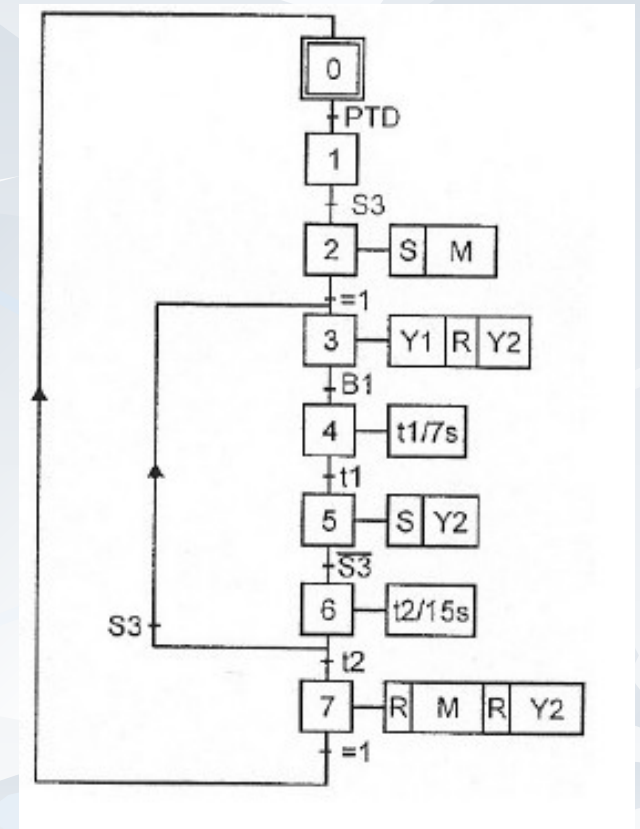 0
PTD
1
S3
2 S M
=1
3 Y1 R Y2
B1
4 t1/7s
t1
5 S Y2
S̅3̅
6 t2/15s
S3
t2
7 R M R Y2
=1